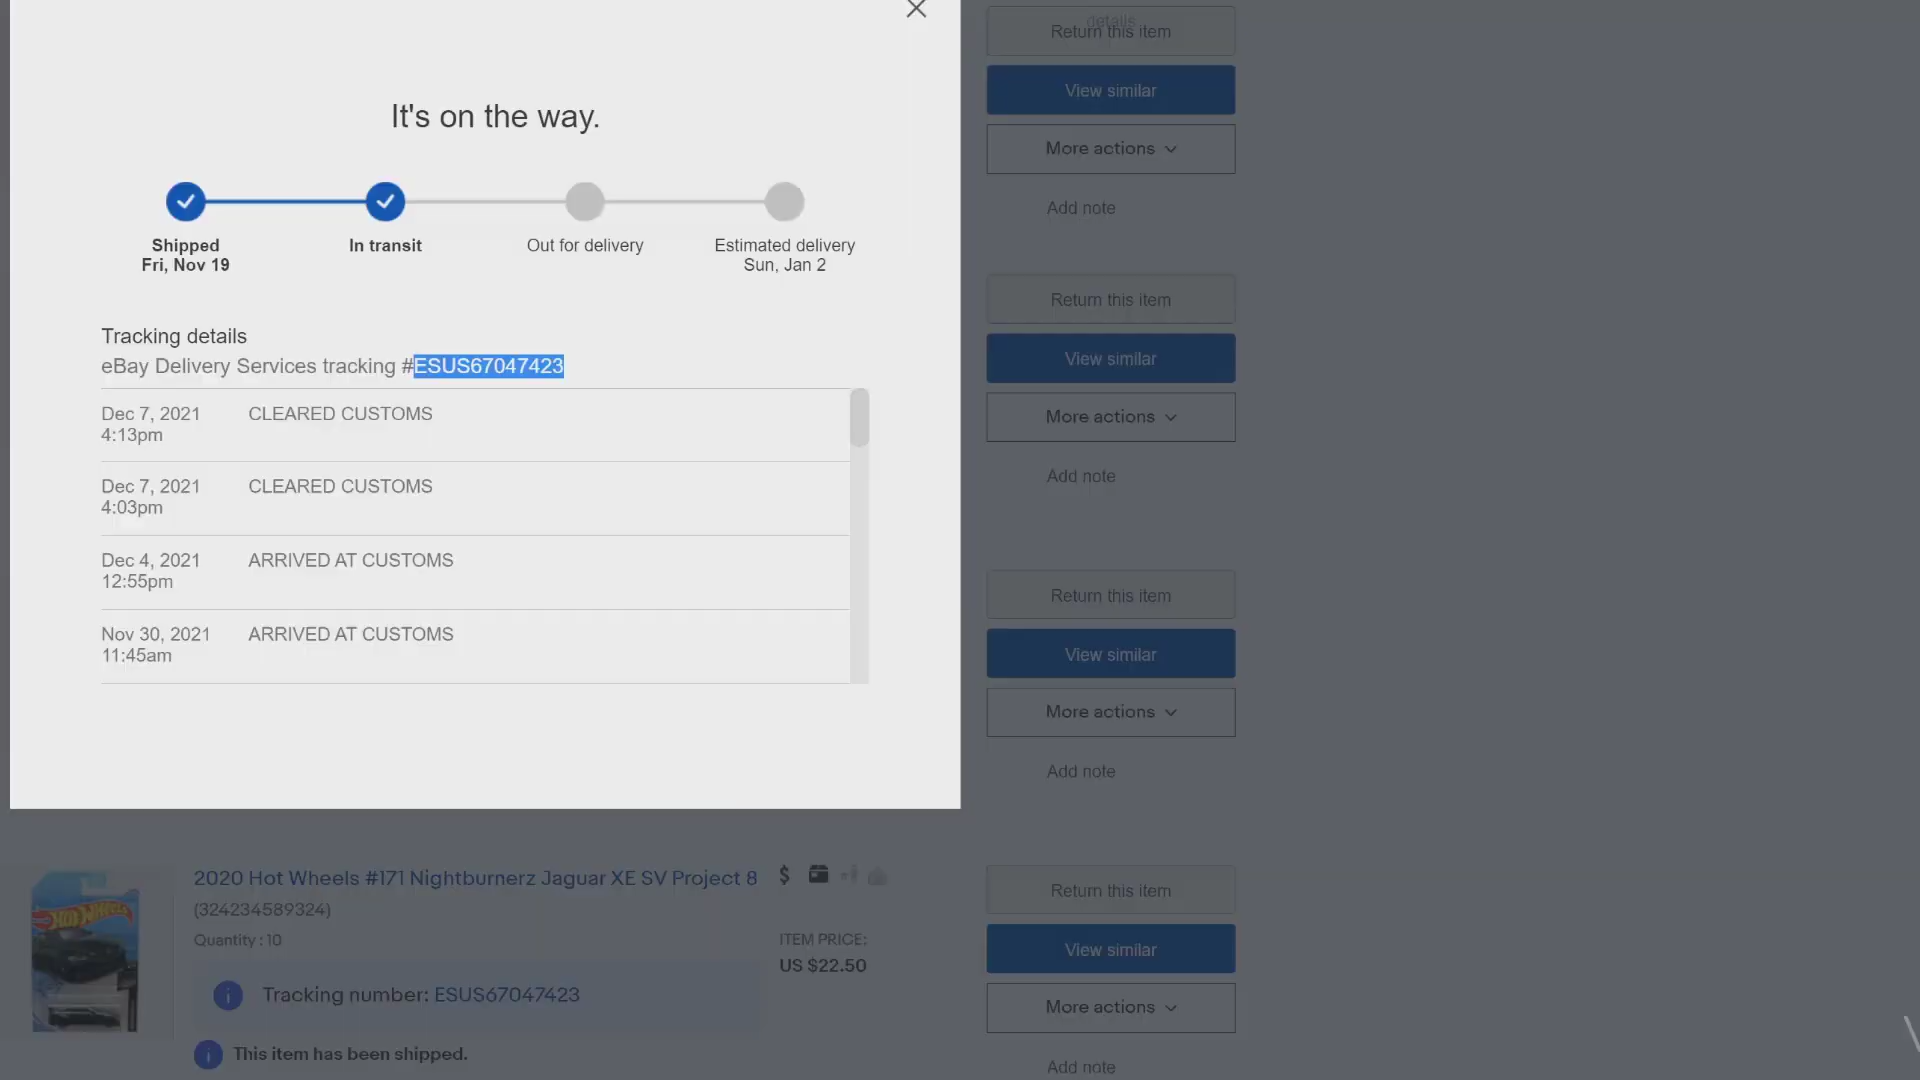 details
Return this item
View similar
More actions
Add note
It's on the way.
Shipped
Fri, Nov 19
In transit
Out for delivery
Estimated delivery
Sun, Jan 2
Tracking details
eBay Delivery Services tracking #ESUS67047423
Dec 7, 2021
4:13pm
CLEARED CUSTOMS
Dec 7, 2021
4:03pm
CLEARED CUSTOMS
Dec 4, 2021
12:55pm
ARRIVED AT CUSTOMS
Nov 30, 2021
11:45am
ARRIVED AT CUSTOMS
Return this item
View similar
More actions
Add note
Return this item
View similar
More actions
Add note
HOT WHEELS
2020 Hot Wheels #171 Nightburnerz Jaguar XE SV Project 8
(324234589324)
Quantity : 10
ITEM PRICE:
US $22.50
Tracking number: ESUS67047423
This item has been shipped.
Return this item
View similar
More actions
Add note